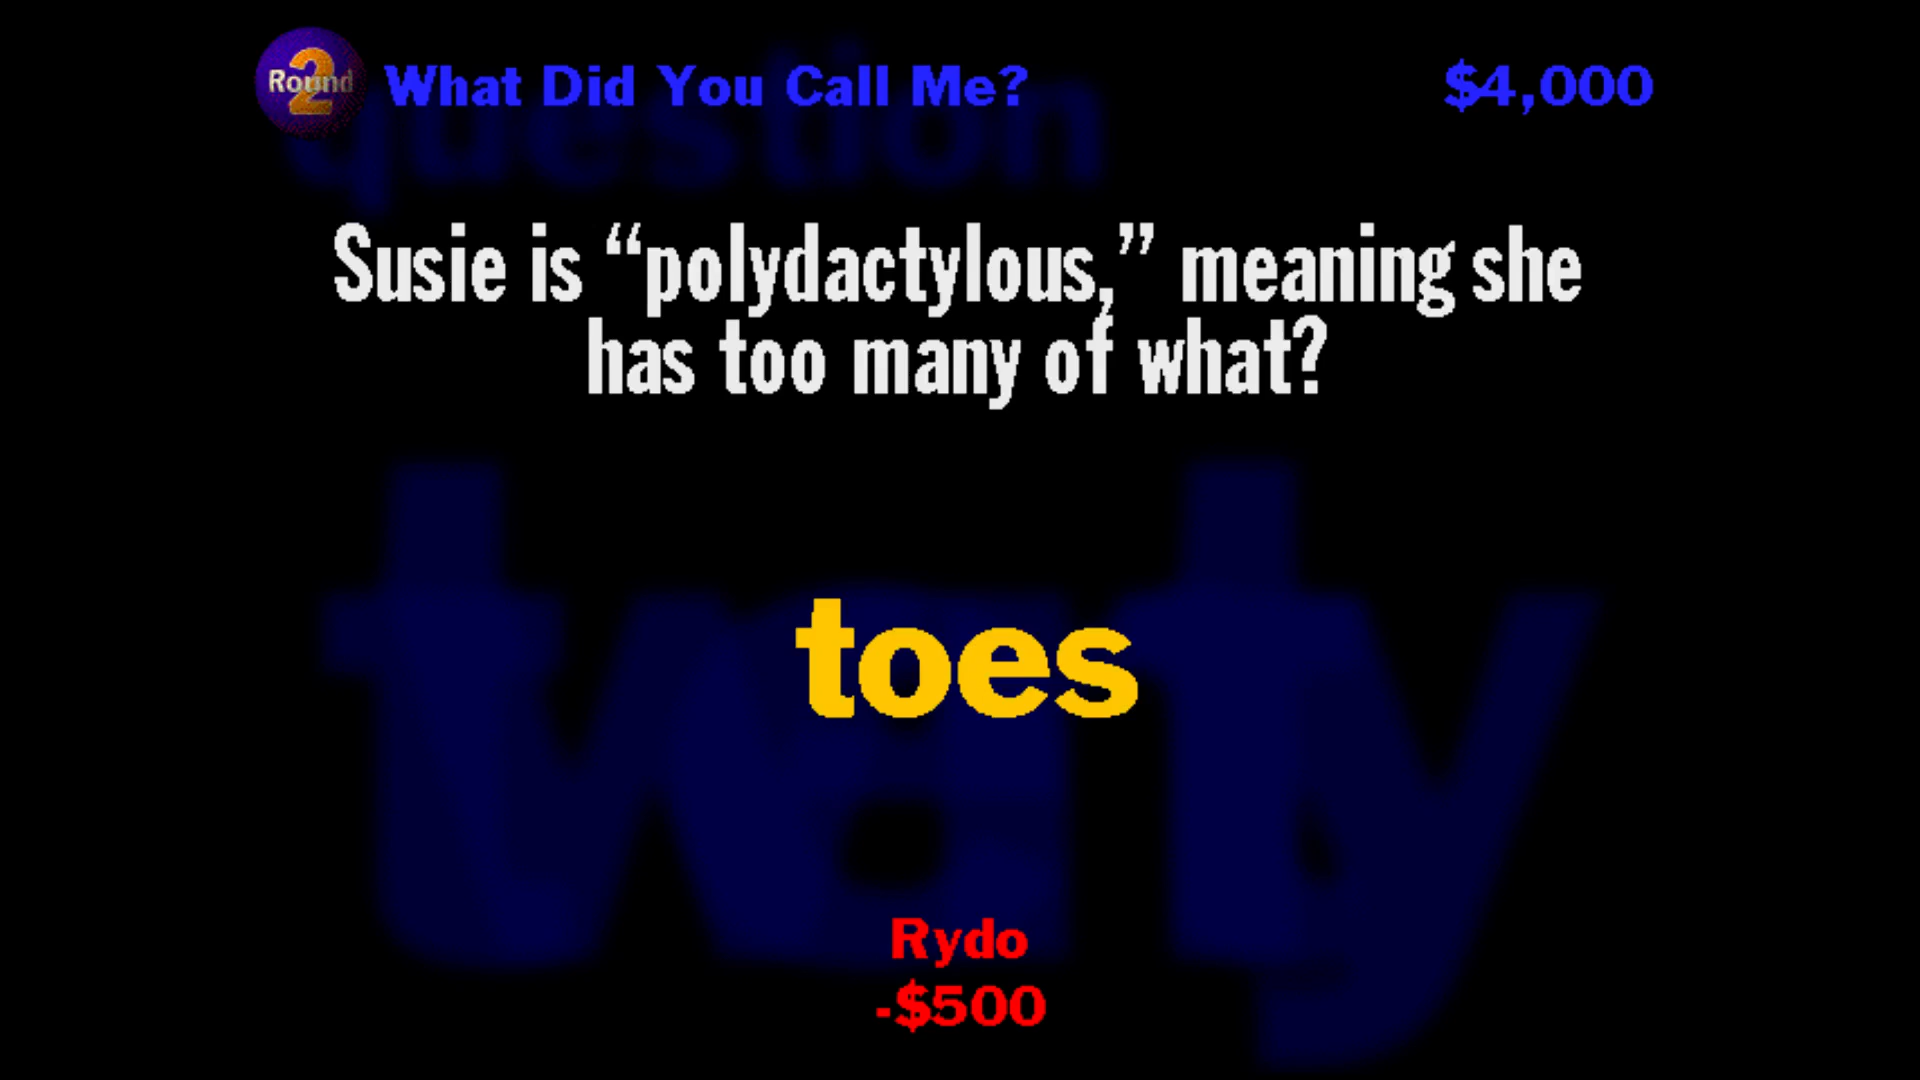 Round 2
What Did You Call Me?
$4,000
question
Susie is “polydactylous,” meaning she
has too many of what?
toes
Rydo
-$500